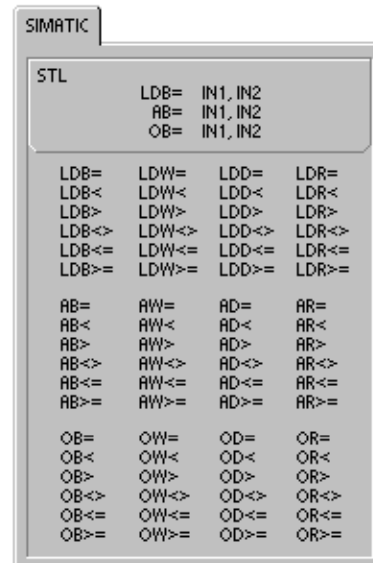 SIMATIC
STL
LDB= IN1, IN2
AB= IN1, IN2
OB= IN1, IN2
LDB= LDW= LDD= LDR=
LDB< LDW< LDD< LDR<
LDB> LDW> LDD> LDR>
LDB<> LDW<> LDD<> LDR<>
LDB<= LDW<= LDD<= LDR<=
LDB>= LDW>= LDD>= LDR>=
AB= AW= AD= AR=
AB< AW< AD< AR<
AB> AW> AD> AR>
AB<> AW<> AD<> AR<>
AB<= AW<= AD<= AR<=
AB>= AW>= AD>= AR>=
OB= OW= OD= OR=
OB< OW< OD< OR<
OB> OW> OD> OR>
OB<> OW<> OD<> OR<>
OB<= OW<= OD<= OR<=
OB>= OW>= OD>= OR>=